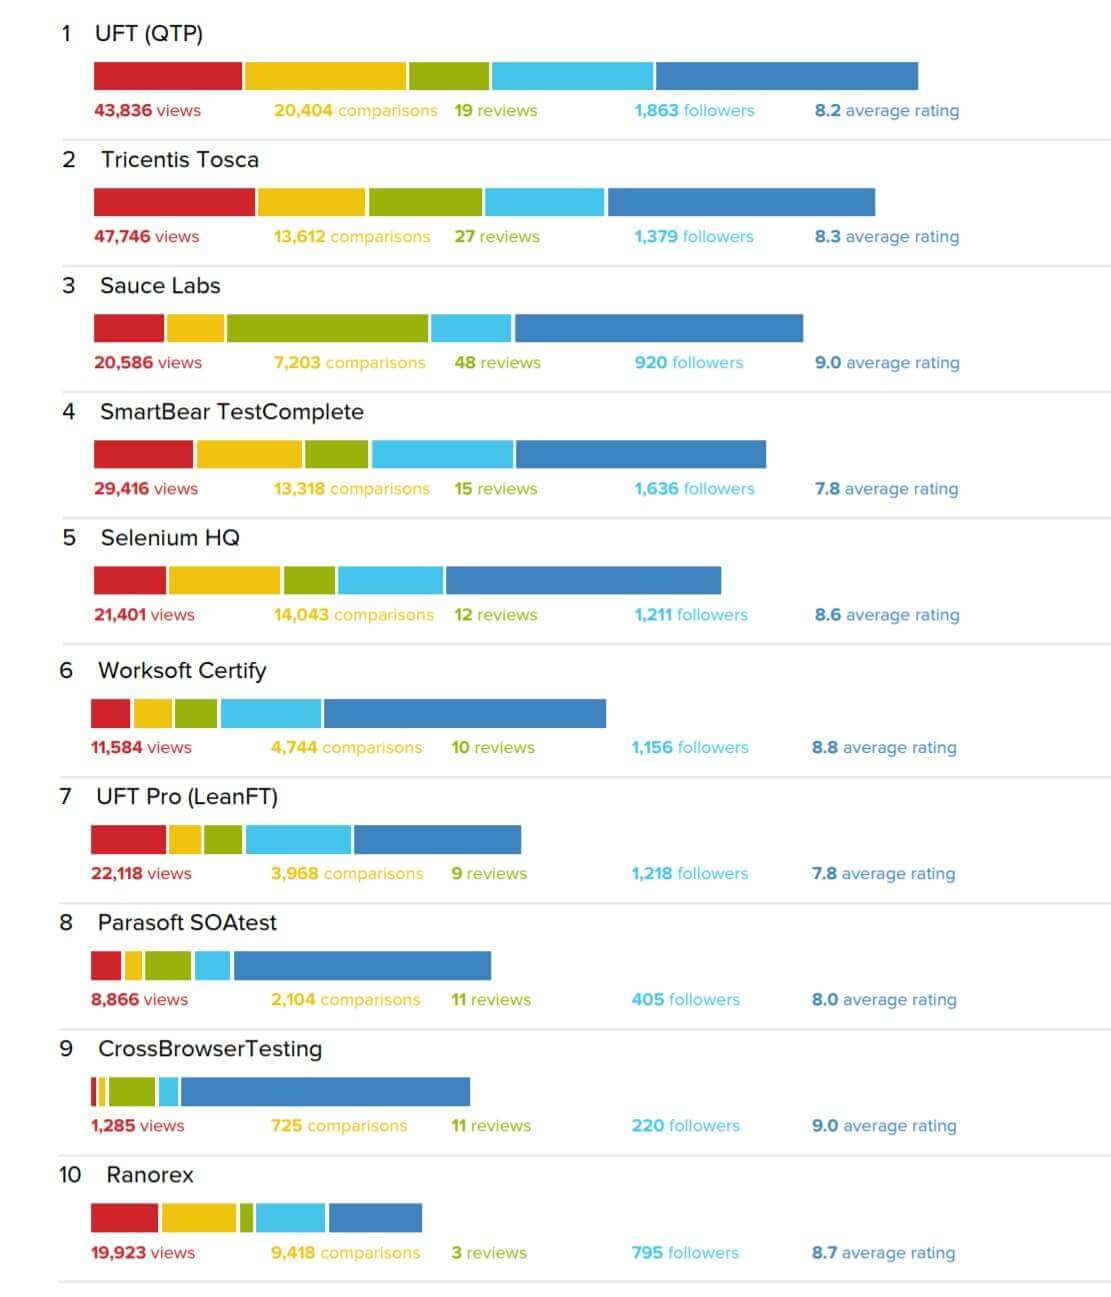 1 UFT (QTP)
43,836 views 20,404 comparisons 19 reviews 1,863 followers 8.2 average rating
2 Tricentis Tosca
47,746 views 13,612 comparisons 27 reviews 1,379 followers 8.3 average rating
3 Sauce Labs
20,586 views 7,203 comparisons 48 reviews 920 followers 9.0 average rating
4 SmartBear TestComplete
29,416 views 13,318 comparisons 15 reviews 1,636 followers 7.8 average rating
5 Selenium HQ
21,401 views 14,043 comparisons 12 reviews 1,211 followers 8.6 average rating
6 Worksoft Certify
11,584 views 4,744 comparisons 10 reviews 1,156 followers 8.8 average rating
7 UFT Pro (LeanFT)
22,118 views 3,968 comparisons 9 reviews 1,218 followers 7.8 average rating
8 Parasoft SOAtest
8,866 views 2,104 comparisons 11 reviews 405 followers 8.0 average rating
9 CrossBrowserTesting
1,285 views 725 comparisons 11 reviews 220 followers 9.0 average rating
10 Ranorex
19,923 views 9,418 comparisons 3 reviews 795 followers 8.7 average rating